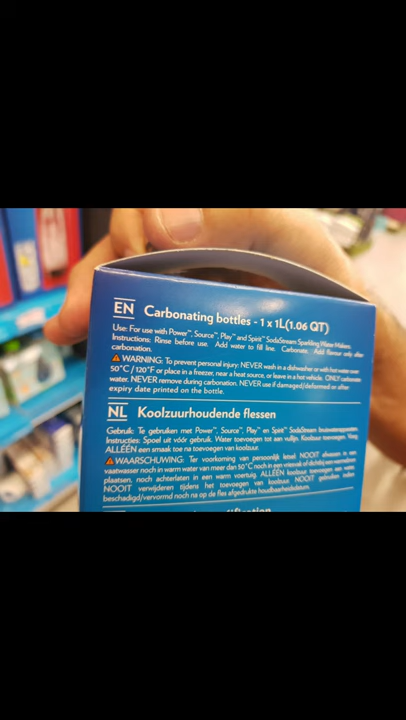 EN Carbonating bottles - 1 x 1L(1.06 QT)
Use: For use with Power™, Source™, Play™ and Spirit™ SodaStream Sparkling Water Makers.
Instructions: Rinse before use. Add water to fill line. Carbonate. Add flavour only after
carbonation.
WARNING: To prevent personal injury: NEVER wash in a dishwasher or with hot water over
50°C / 120°F or place in a freezer, near a heat source, or leave in a hot vehicle. ONLY carbonate
water. NEVER remove during carbonation. NEVER use if damaged/deformed or after
expiry date printed on the bottle.
NL Koolzuurhoudende flessen
Gebruik: Te gebruiken met Power™, Source™, Play™ en Spirit™ SodaStream bruiswaterapparaten.
Instructies: Spoel uit vóór gebruik. Water toevoegen tot aan vullijn. Koolzuur toevoegen. Voeg
ALLÉÉN een smaak toe na toevoegen van koolzuur.
WAARSCHUWING: Ter voorkoming van persoonlijk letsel: NOOIT afwassen in een
vaatwasser noch in warm water van meer dan 50°C noch in een vriesvak of dichtbij een warmtebron
plaatsen, noch achterlaten in een warm voertuig. ALLÉÉN koolzuur toevoegen aan water.
NOOIT verwijderen tijdens het toevoegen van koolzuur. NOOIT gebruiken indien
beschadigd/vervormd noch na op de fles afgedrukte houdbaarheidsdatum.